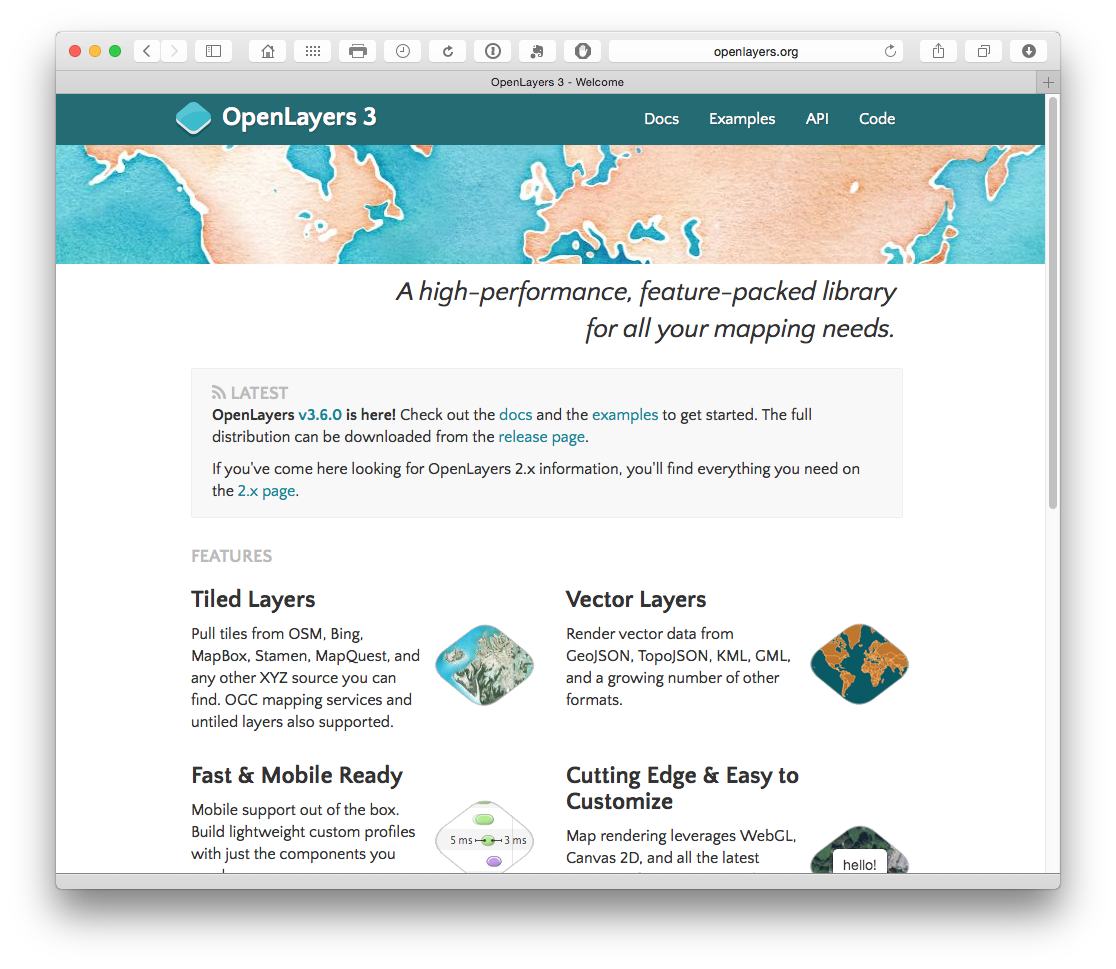 openlayers.org
OpenLayers 3 - Welcome
OpenLayers 3
Docs Examples API Code
A high-performance, feature-packed library
for all your mapping needs.
LATEST
OpenLayers v3.6.0 is here! Check out the docs and the examples to get started. The full
distribution can be downloaded from the release page.
If you've come here looking for OpenLayers 2.x information, you'll find everything you need on
the 2.x page.
FEATURES
Tiled Layers
Pull tiles from OSM, Bing,
MapBox, Stamen, MapQuest, and
any other XYZ source you can
find. OGC mapping services and
untiled layers also supported.
Vector Layers
Render vector data from
GeoJSON, TopoJSON, KML, GML,
and a growing number of other
formats.
Fast & Mobile Ready
Mobile support out of the box.
Build lightweight custom profiles
with just the components you
5 ms 3 ms
Cutting Edge & Easy to
Customize
Map rendering leverages WebGL,
Canvas 2D, and all the latest
hello!